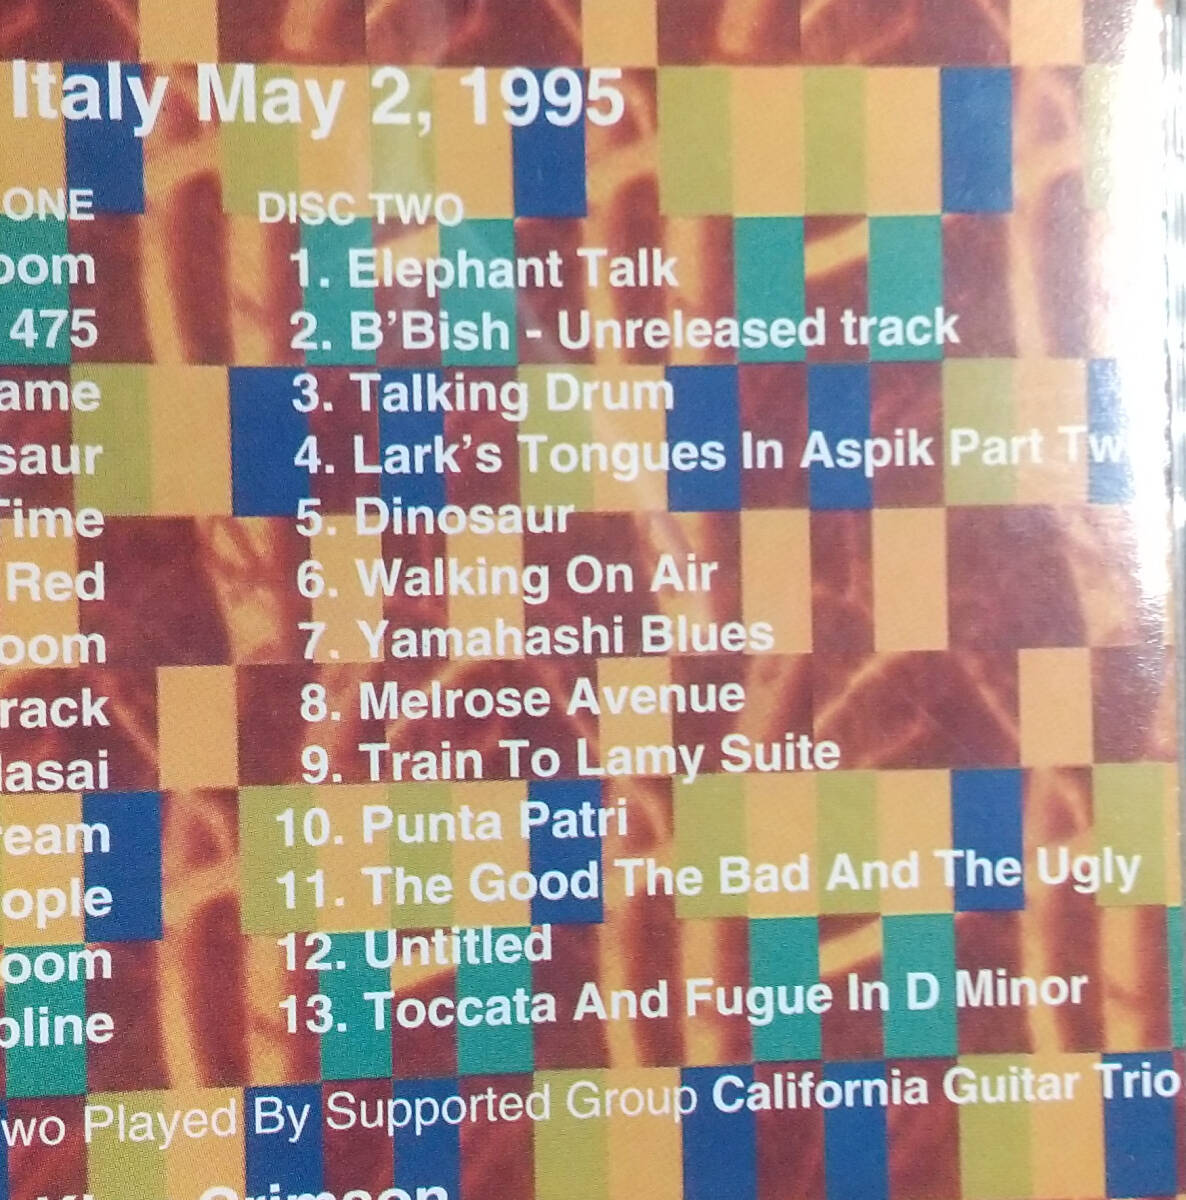 Italy May 2, 1995
ONE
oom
475
ame
saur
Time
Red
oom
rack
asai
eam
ople
oom
oline
DISC TWO
1. Elephant Talk
2. B'Bish - Unreleased track
3. Talking Drum
4. Lark's Tongues In Aspik Part Tw
5. Dinosaur
6. Walking On Air
7. Yamahashi Blues
8. Melrose Avenue
9. Train To Lamy Suite
10. Punta Patri
11. The Good The Bad And The Ugly
12. Untitled
13. Toccata And Fugue In D Minor
wo Played By Supported Group California Guitar Trio
Crimson